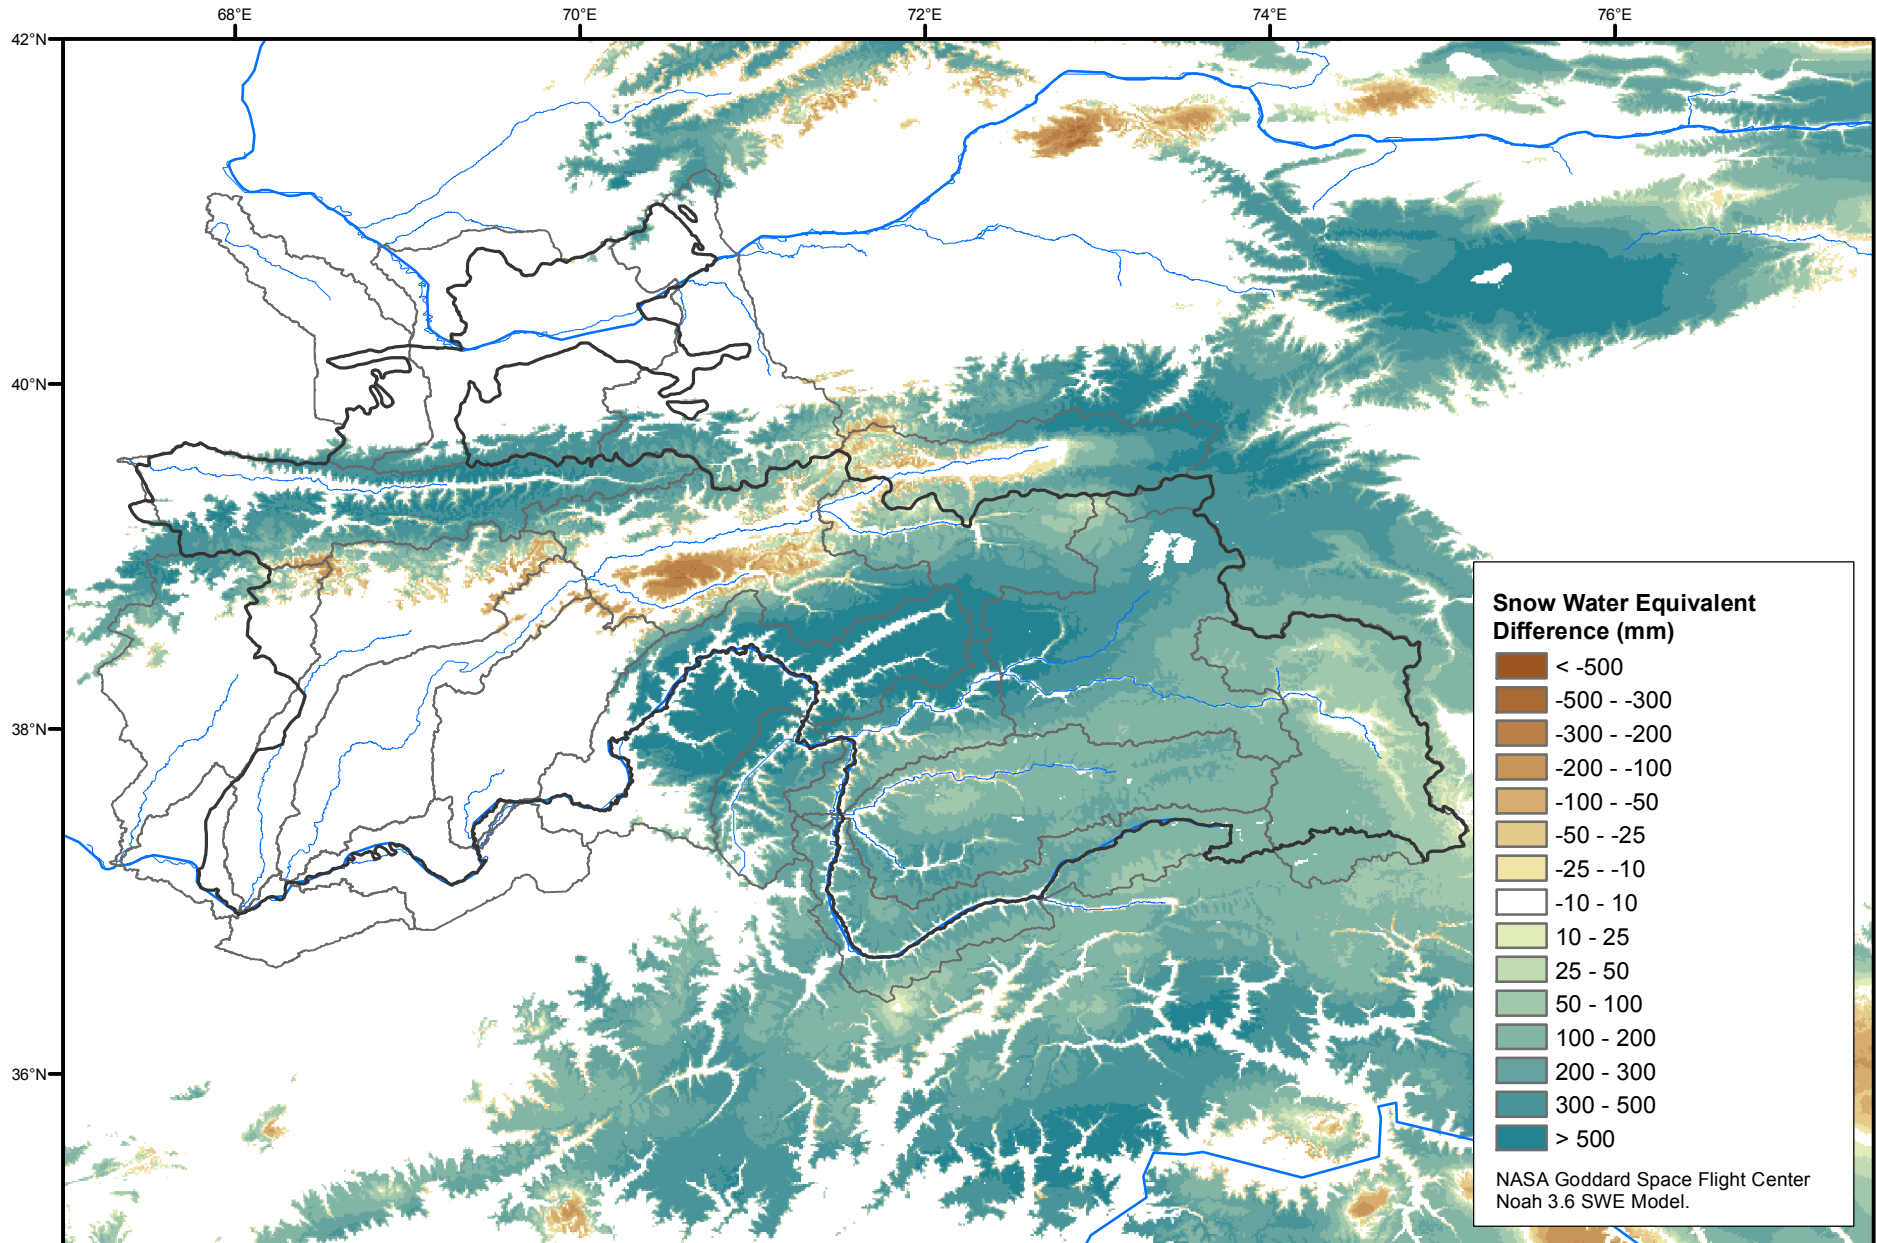 68°E
70°E
72°E
74°E
76°E
42°N
40°N
38°N
36°N
Snow Water Equivalent
Difference (mm)
< -500
-500 - -300
-300 - -200
-200 - -100
-100 - -50
-50 - -25
-25 - -10
-10 - 10
10 - 25
25 - 50
50 - 100
100 - 200
200 - 300
300 - 500
> 500
NASA Goddard Space Flight Center
Noah 3.6 SWE Model.